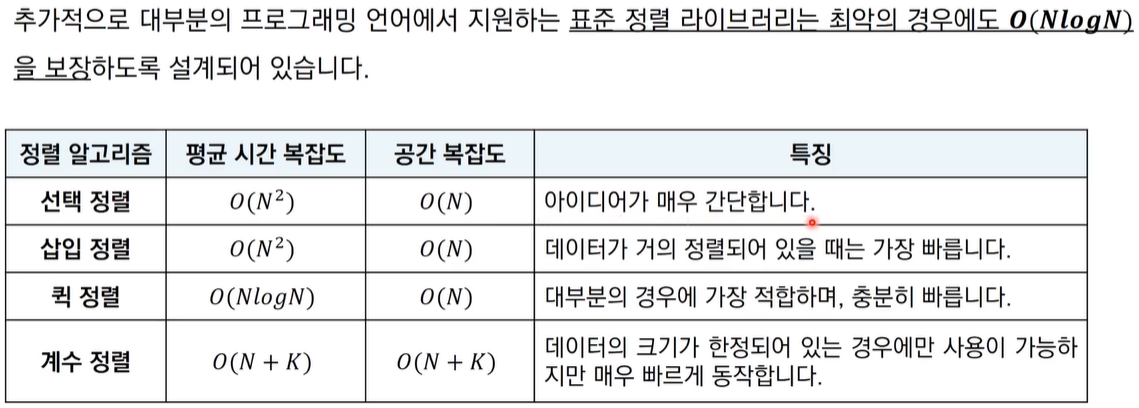 추가적으로 대부분의 프로그래밍 언어에서 지원하는 표준 정렬 라이브러리는 최악의 경우에도 O(NlogN)
을 보장하도록 설계되어 있습니다.
정렬 알고리즘 평균 시간 복잡도 공간 복잡도 특징
선택 정렬 O(N²) O(N) 아이디어가 매우 간단합니다.
삽입 정렬 O(N²) O(N) 데이터가 거의 정렬되어 있을 때는 가장 빠릅니다.
퀵 정렬 O(NlogN) O(N) 대부분의 경우에 가장 적합하며, 충분히 빠릅니다.
계수 정렬 O(N + K) O(N + K) 데이터의 크기가 한정되어 있는 경우에만 사용이 가능하
지만 매우 빠르게 동작합니다.